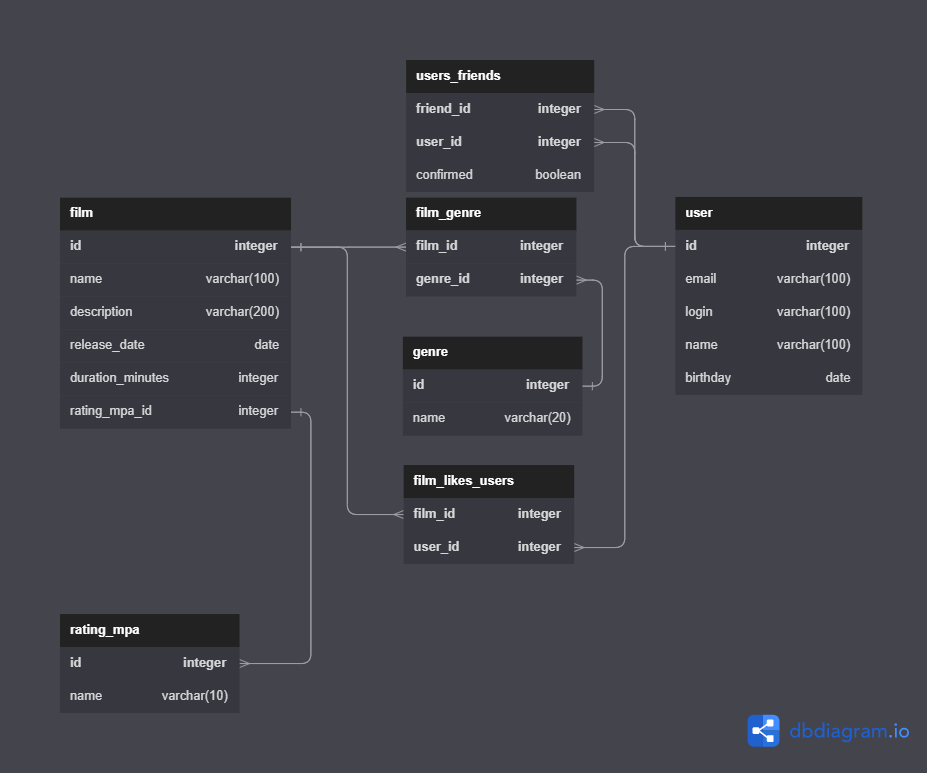 users_friends
friend_id integer
user_id integer
confirmed boolean
film
id integer
name varchar(100)
description varchar(200)
release_date date
duration_minutes integer
rating_mpa_id integer
film_genre
film_id integer
genre_id integer
user
id integer
email varchar(100)
login varchar(100)
name varchar(100)
birthday date
genre
id integer
name varchar(20)
film_likes_users
film_id integer
user_id integer
rating_mpa
id integer
name varchar(10)
dbdiagram.io